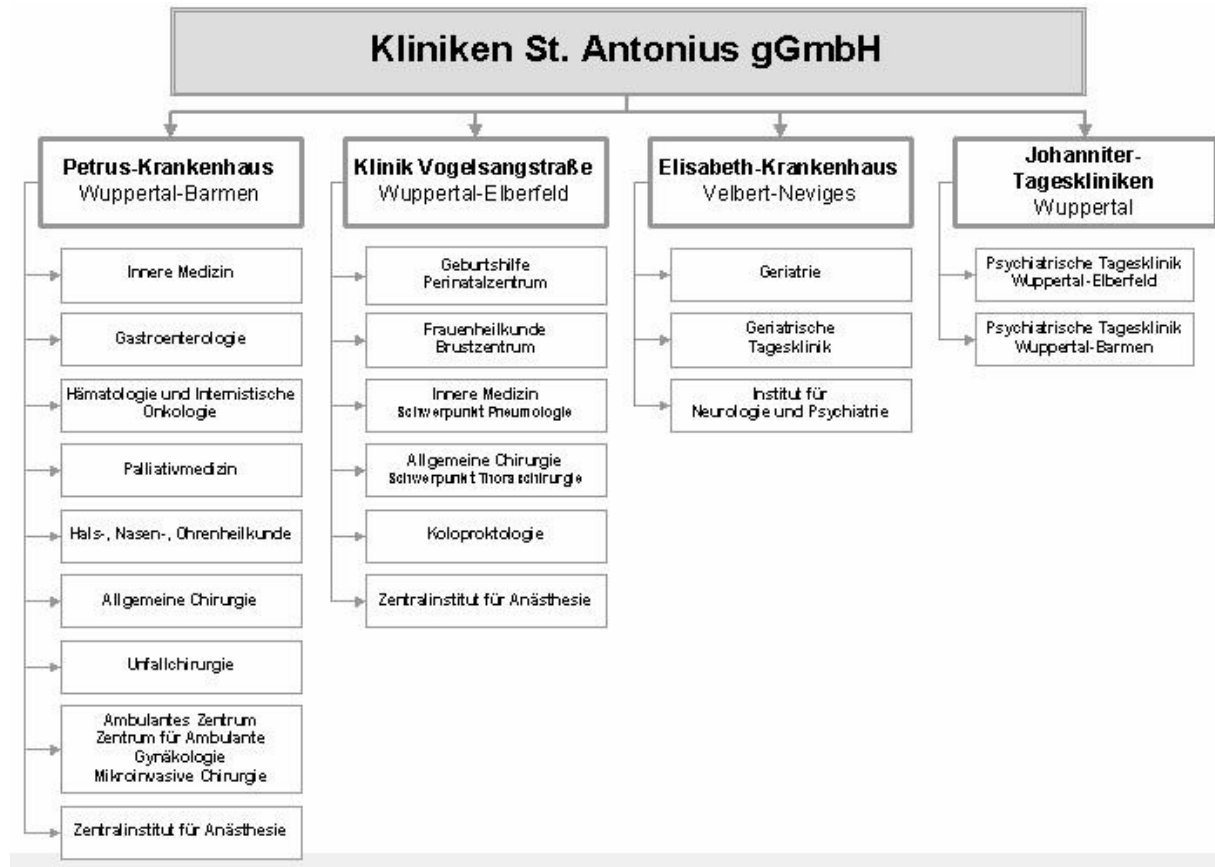 Kliniken St. Antonius gGmbH
Petrus-Krankenhaus
Wuppertal-Barmen
Innere Medizin
Gastroenterologie
Hämatologie und Internistische
Onkologie
Palliativmedizin
Hals-, Nasen-, Ohrenheilkunde
Allgemeine Chirurgie
Unfallchirurgie
Ambulantes Zentrum
Zentrum für Ambulante
Gynäkologie
Mikroinvasive Chirurgie
Zentralinstitut für Anästhesie
Klinik Vogelsangstraße
Wuppertal-Elberfeld
Geburtshilfe
Perinatalzentrum
Frauenheilkunde
Brustzentrum
Innere Medizin
Schwerpunkt Pneumologie
Allgemeine Chirurgie
Schwerpunkt Thoraxchirurgie
Koloproktologie
Zentralinstitut für Anästhesie
Elisabeth-Krankenhaus
Velbert-Neviges
Geriatrie
Geriatrische
Tagesklinik
Institut für
Neurologie und Psychiatrie
Johanniter-
Tageskliniken
Wuppertal
Psychiatrische Tagesklinik
Wuppertal-Elberfeld
Psychiatrische Tagesklinik
Wuppertal-Barmen